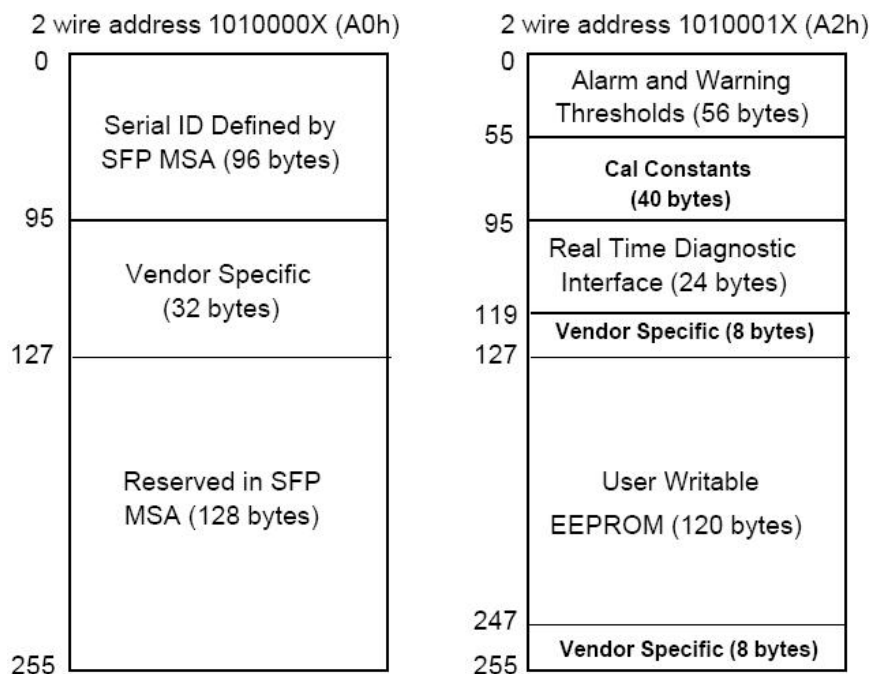 2 wire address 1010000X (A0h)
0
Serial ID Defined by
SFP MSA (96 bytes)
95
Vendor Specific
(32 bytes)
127
Reserved in SFP
MSA (128 bytes)
255
2 wire address 1010001X (A2h)
0
Alarm and Warning
Thresholds (56 bytes)
55
Cal Constants
(40 bytes)
95
Real Time Diagnostic
Interface (24 bytes)
119
Vendor Specific (8 bytes)
127
User Writable
EEPROM (120 bytes)
247
Vendor Specific (8 bytes)
255